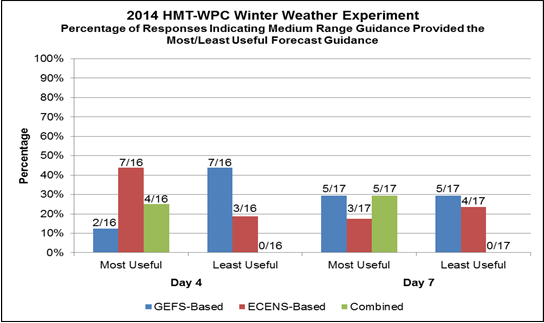 2014 HMT-WPC Winter Weather Experiment
Percentage of Responses Indicating Medium Range Guidance Provided the
Most/Least Useful Forecast Guidance
100%
90%
80%
70%
60%
50%
40%
30%
20%
10%
0%
Percentage
2/16
7/16
4/16
7/16
3/16
0/16
5/17
3/17
5/17
5/17
4/17
0/17
Most Useful
Least Useful
Most Useful
Least Useful
Day 4
Day 7
GEFS-Based
ECENS-Based
Combined